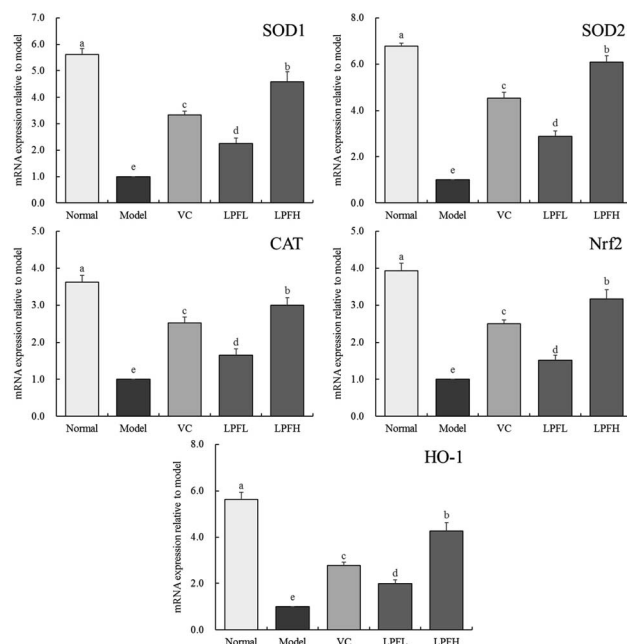 SOD1
mRNA expression relative to model
7.0
6.0
5.0
4.0
3.0
2.0
1.0
0.0
a
e
c
d
b
Normal Model VC LPFL LPFH
SOD2
mRNA expression relative to model
8.0
6.0
4.0
2.0
0.0
a
e
c
d
b
Normal Model VC LPFL LPFH
CAT
mRNA expression relative to model
5.0
4.0
3.0
2.0
1.0
0.0
a
e
c
d
b
Normal Model VC LPFL LPFH
Nrf2
mRNA expression relative to model
5.0
4.0
3.0
2.0
1.0
0.0
a
e
c
d
b
Normal Model VC LPFL LPFH
HO-1
mRNA expression relative to model
8.0
6.0
4.0
2.0
0.0
a
e
c
d
b
Normal Model VC LPFL LPFH